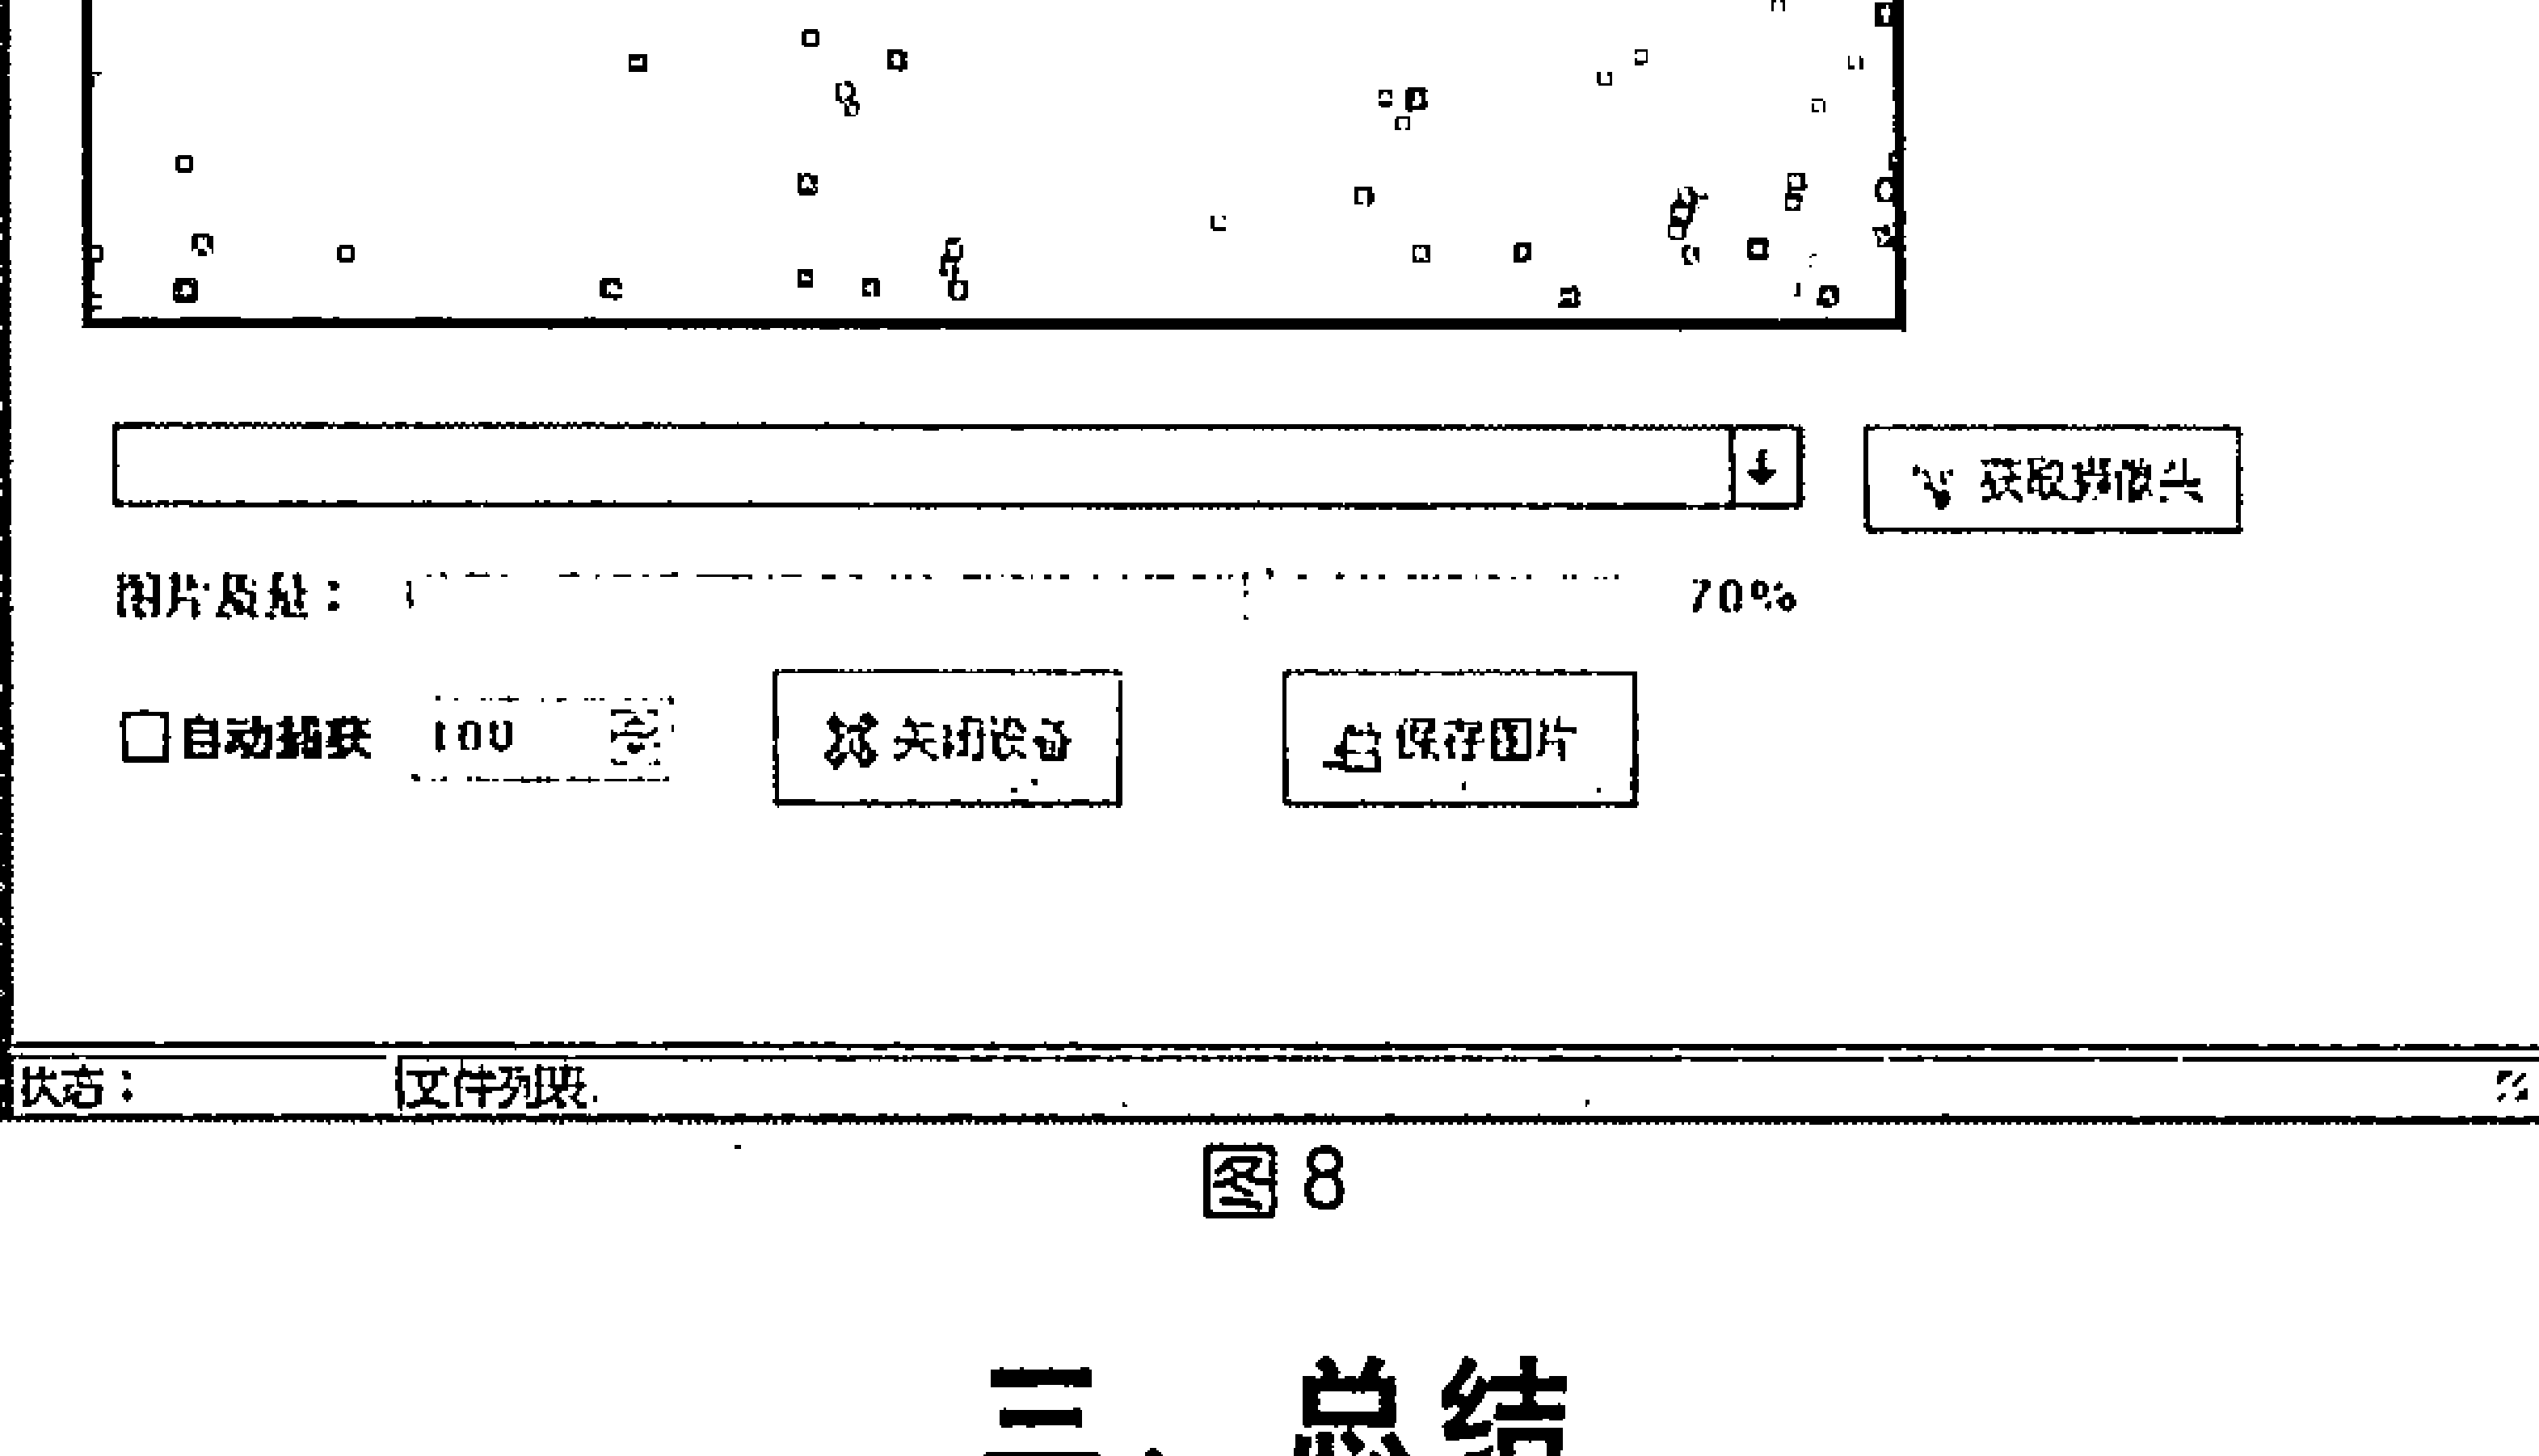 获取摄像头
图片质量： 70%
自动捕获 100 关闭设备 保存图片
状态： 文件列表
图 8
三、总结